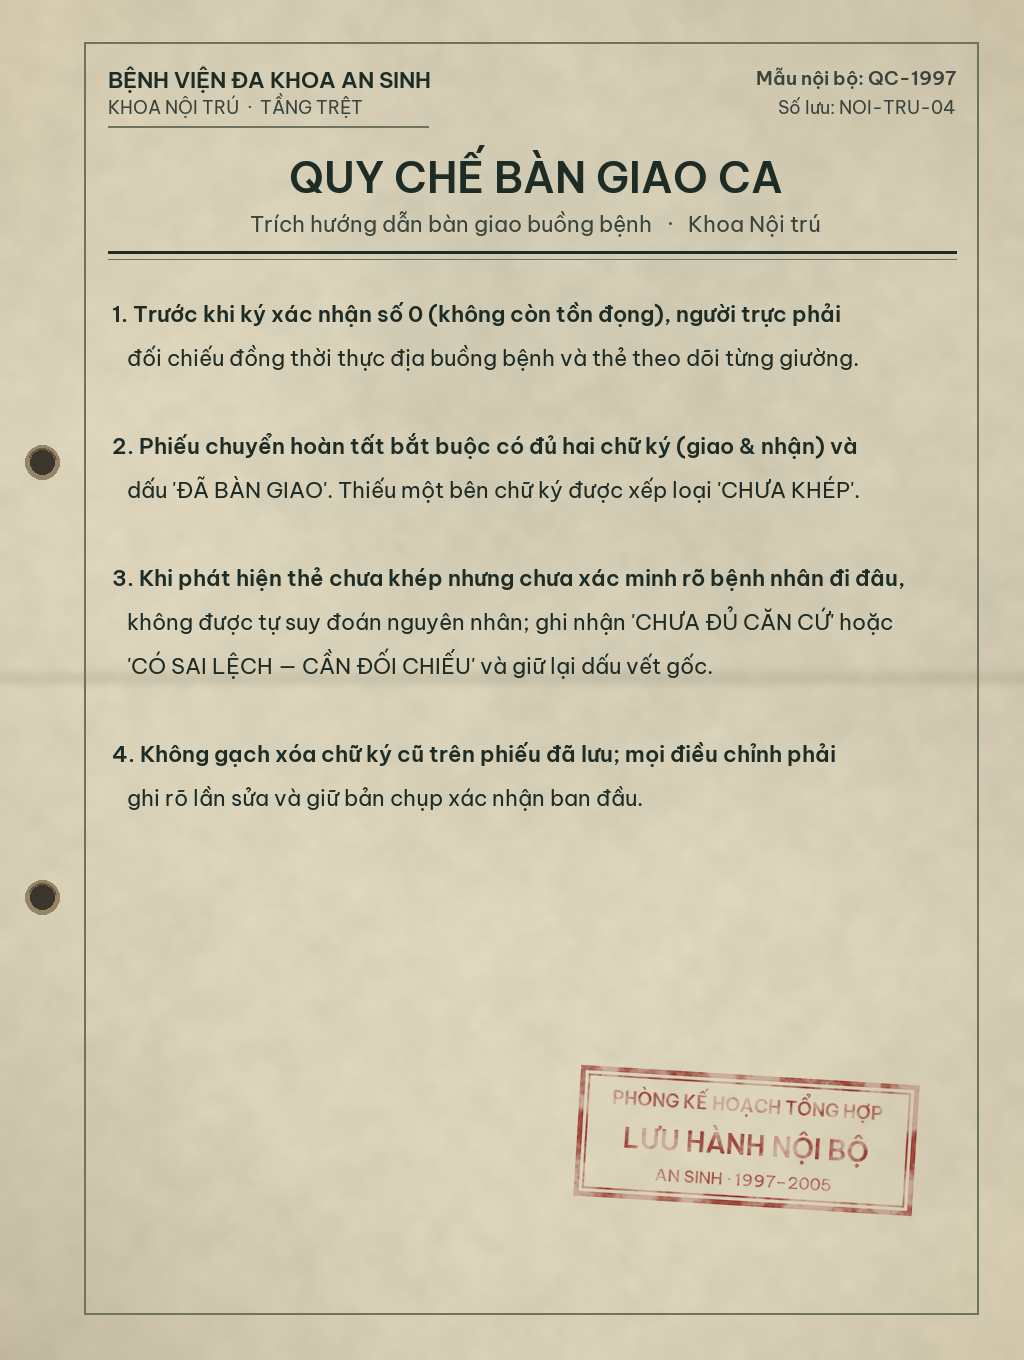 BỆNH VIỆN ĐA KHOA AN SINH
KHOA NỘI TRÚ · TẦNG TRỆT
Mẫu nội bộ: QC-1997
Số lưu: NOI-TRU-04
QUY CHẾ BÀN GIAO CA
Trích hướng dẫn bàn giao buồng bệnh · Khoa Nội trú
1. Trước khi ký xác nhận số 0 (không còn tồn đọng), người trực phải
đối chiếu đồng thời thực địa buồng bệnh và thẻ theo dõi từng giường.
2. Phiếu chuyển hoàn tất bắt buộc có đủ hai chữ ký (giao & nhận) và
dấu 'ĐÃ BÀN GIAO'. Thiếu một bên chữ ký được xếp loại 'CHƯA KHÉP'.
3. Khi phát hiện thẻ chưa khép nhưng chưa xác minh rõ bệnh nhân đi đâu,
không được tự suy đoán nguyên nhân; ghi nhận 'CHƯA ĐỦ CĂN CỨ' hoặc
'CÓ SAI LỆCH — CẦN ĐỐI CHIẾU' và giữ lại dấu vết gốc.
4. Không gạch xóa chữ ký cũ trên phiếu đã lưu; mọi điều chỉnh phải
ghi rõ lần sửa và giữ bản chụp xác nhận ban đầu.
PHÒNG KẾ HOẠCH TỔNG HỢP
LƯU HÀNH NỘI BỘ
AN SINH · 1997–2005